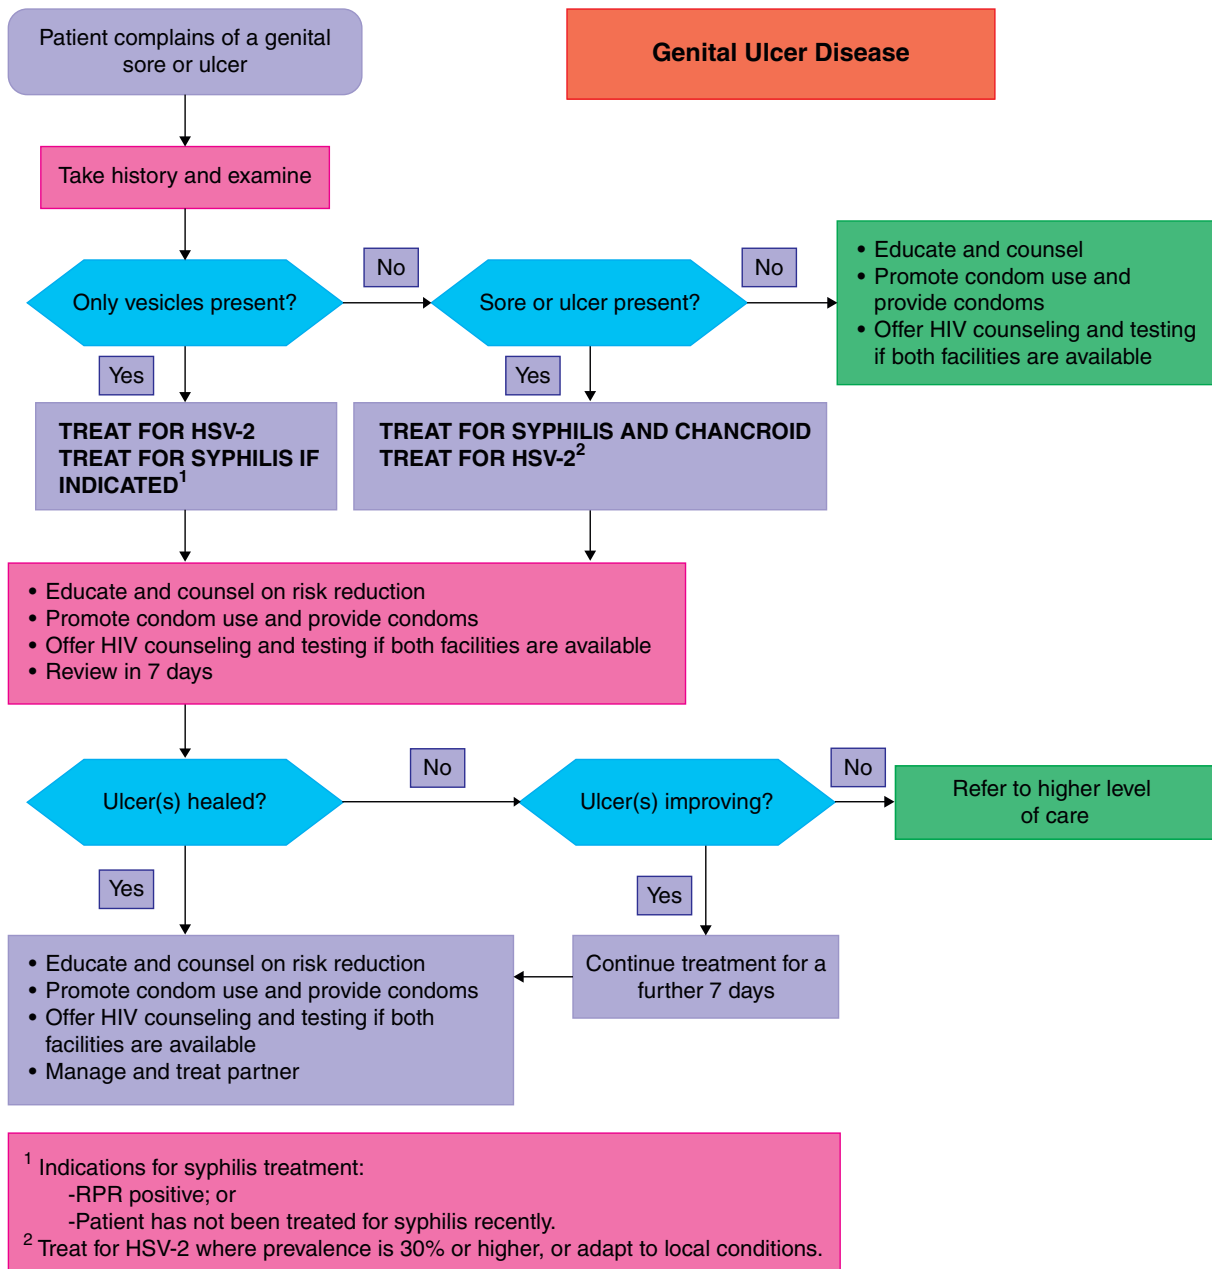 Patient complains of a genital
sore or ulcer
Genital Ulcer Disease
Take history and examine
Only vesicles present?
No
Sore or ulcer present?
No
• Educate and counsel
• Promote condom use and
provide condoms
• Offer HIV counseling and testing
if both facilities are available
Yes
Yes
TREAT FOR HSV-2
TREAT FOR SYPHILIS IF
INDICATED1
TREAT FOR SYPHILIS AND CHANCROID
TREAT FOR HSV-22
• Educate and counsel on risk reduction
• Promote condom use and provide condoms
• Offer HIV counseling and testing if both facilities are available
• Review in 7 days
Ulcer(s) healed?
No
Ulcer(s) improving?
No
Refer to higher level
of care
Yes
Yes
• Educate and counsel on risk reduction
• Promote condom use and provide condoms
• Offer HIV counseling and testing if both
facilities are available
• Manage and treat partner
Continue treatment for a
further 7 days
1 Indications for syphilis treatment:
-RPR positive; or
-Patient has not been treated for syphilis recently.
2 Treat for HSV-2 where prevalence is 30% or higher, or adapt to local conditions.